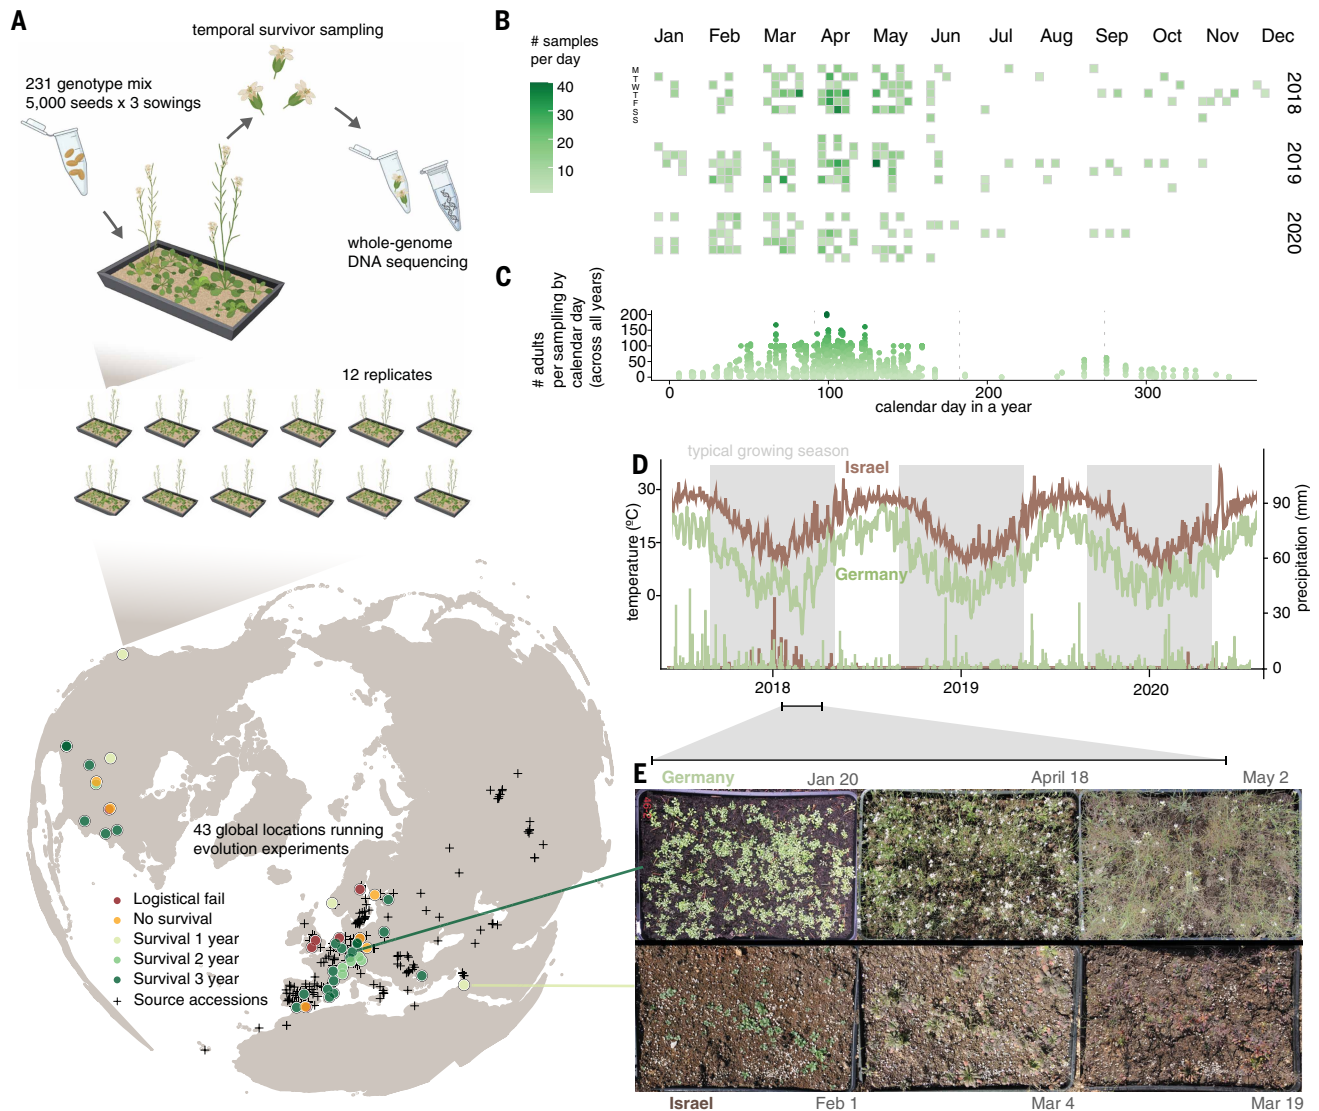 A
temporal survivor sampling
231 genotype mix
5,000 seeds x 3 sowings
whole-genome
DNA sequencing
12 replicates
43 global locations running
evolution experiments
Logistical fail
No survival
Survival 1 year
Survival 2 year
Survival 3 year
Source accessions
B
# samples
per day
40
30
20
10
Jan Feb Mar Apr May Jun Jul Aug Sep Oct Nov Dec
M
T
W
T
F
S
S
2018
2019
2020
C
# adults
per samplling by
calendar day
(across all years)
200
150
100
50
0
0 100 200 300
calendar day in a year
D
typical growing season
Israel
Germany
temperature (ºC)
30
15
0
precipitation (mm)
90
60
30
0
2018 2019 2020
E
Germany Jan 20 April 18 May 2
Israel Feb 1 Mar 4 Mar 19